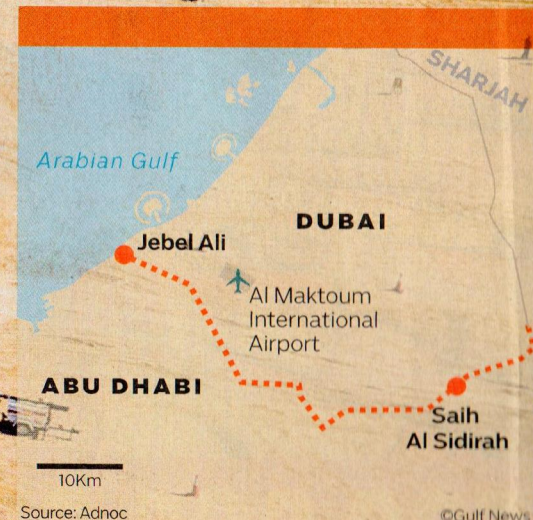 SHARJAH
Arabian Gulf
DUBAI
Jebel Ali
Al Maktoum
International
Airport
ABU DHABI
Saih
Al Sidirah
10Km
Source: Adnoc
©Gulf News